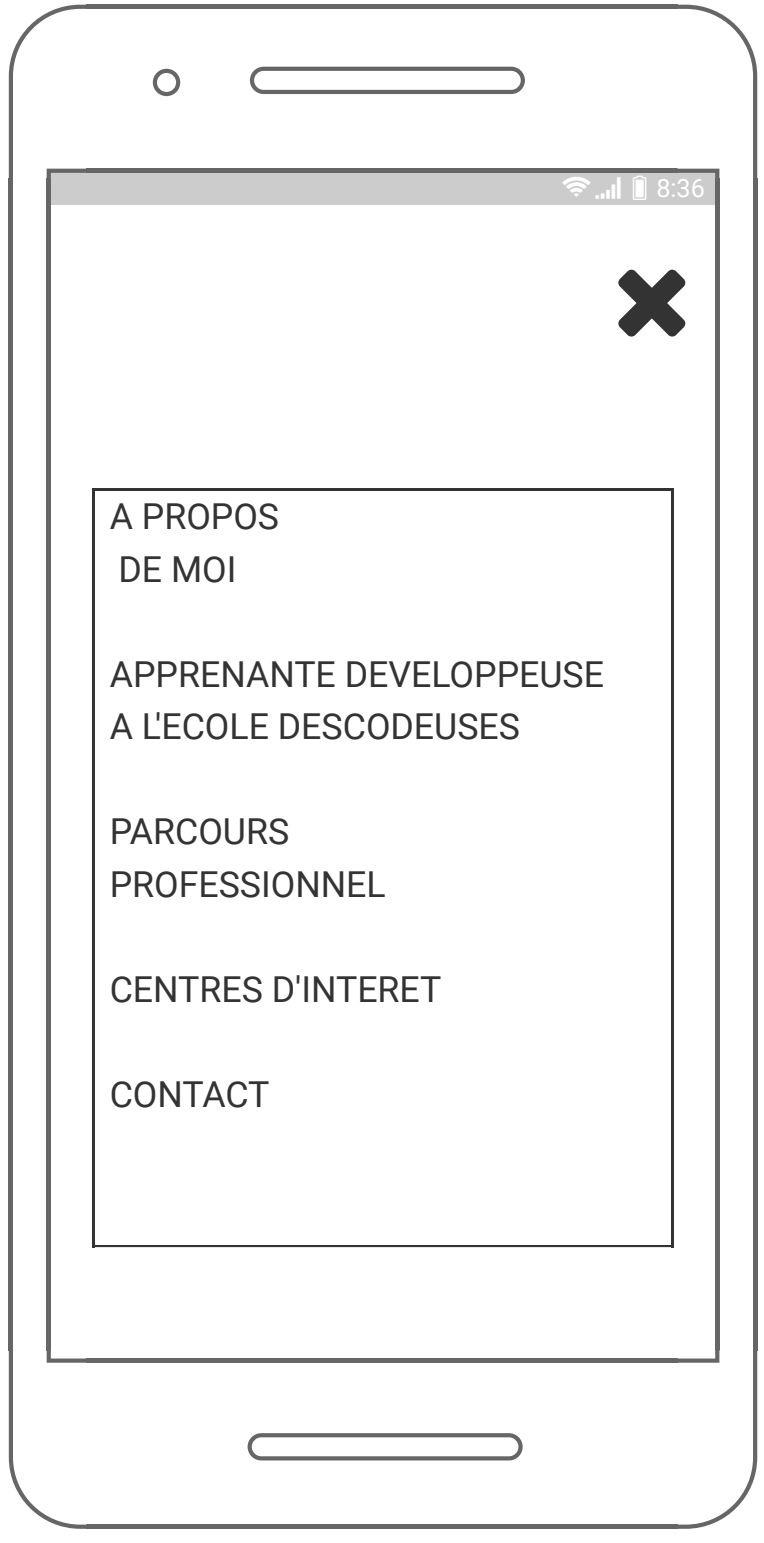 8:36
A PROPOS
DE MOI
APPRENANTE DEVELOPPEUSE
A L'ECOLE DESCODEUSES
PARCOURS
PROFESSIONNEL
CENTRES D'INTERET
CONTACT